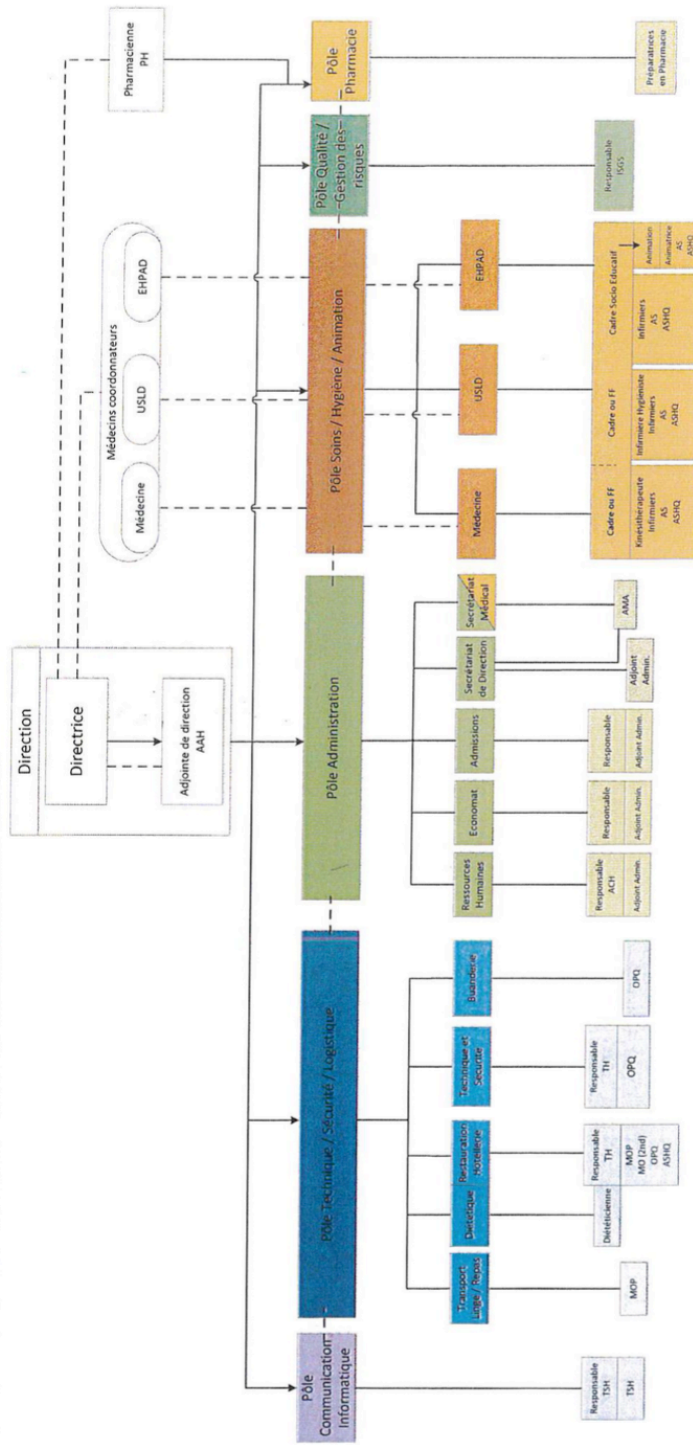 Direction
Directrice
Adjointe de direction
AAH
Médecins coordonnateurs
Médecine
USLD
EHPAD
Pharmacienne
PH
Pôle
Communication
Informatique
Pôle Technique / Sécurité / Logistique
Pôle Administration
Pôle Soins / Hygiène / Animation
Pôle Qualité /
Gestion des
risques
Pôle
Pharmacie
Transport
Linge / Repas
Diététique
Restauration
Hotellerie
Technique et
Sécurité
Buanderie
Ressources
Humaines
Economat
Admissions
Secrétariat
de Direction
Secrétariat
Médical
Médecine
USLD
EHPAD
Responsable
TSH
TSH
MOP
Diététicienne
Responsable
TH
MOP
MO (2nd)
OPQ
ASHQ
Responsable
TH
OPQ
OPQ
Responsable
ACH
Adjoint Admin.
Responsable
Adjoint Admin.
Responsable
Adjoint Admin.
Adjoint
Admin.
AMA
Cadre ou FF
Kinésithérapeute
Infirmiers
AS
ASHQ
Cadre ou FF
Infirmière Hygiéniste
Infirmiers
AS
ASHQ
Cadre Socio Educatif
Infirmiers
AS
ASHQ
Animation
Animatrice
AS
ASHQ
Responsable
ISGS
Préparatrices
en Pharmacie